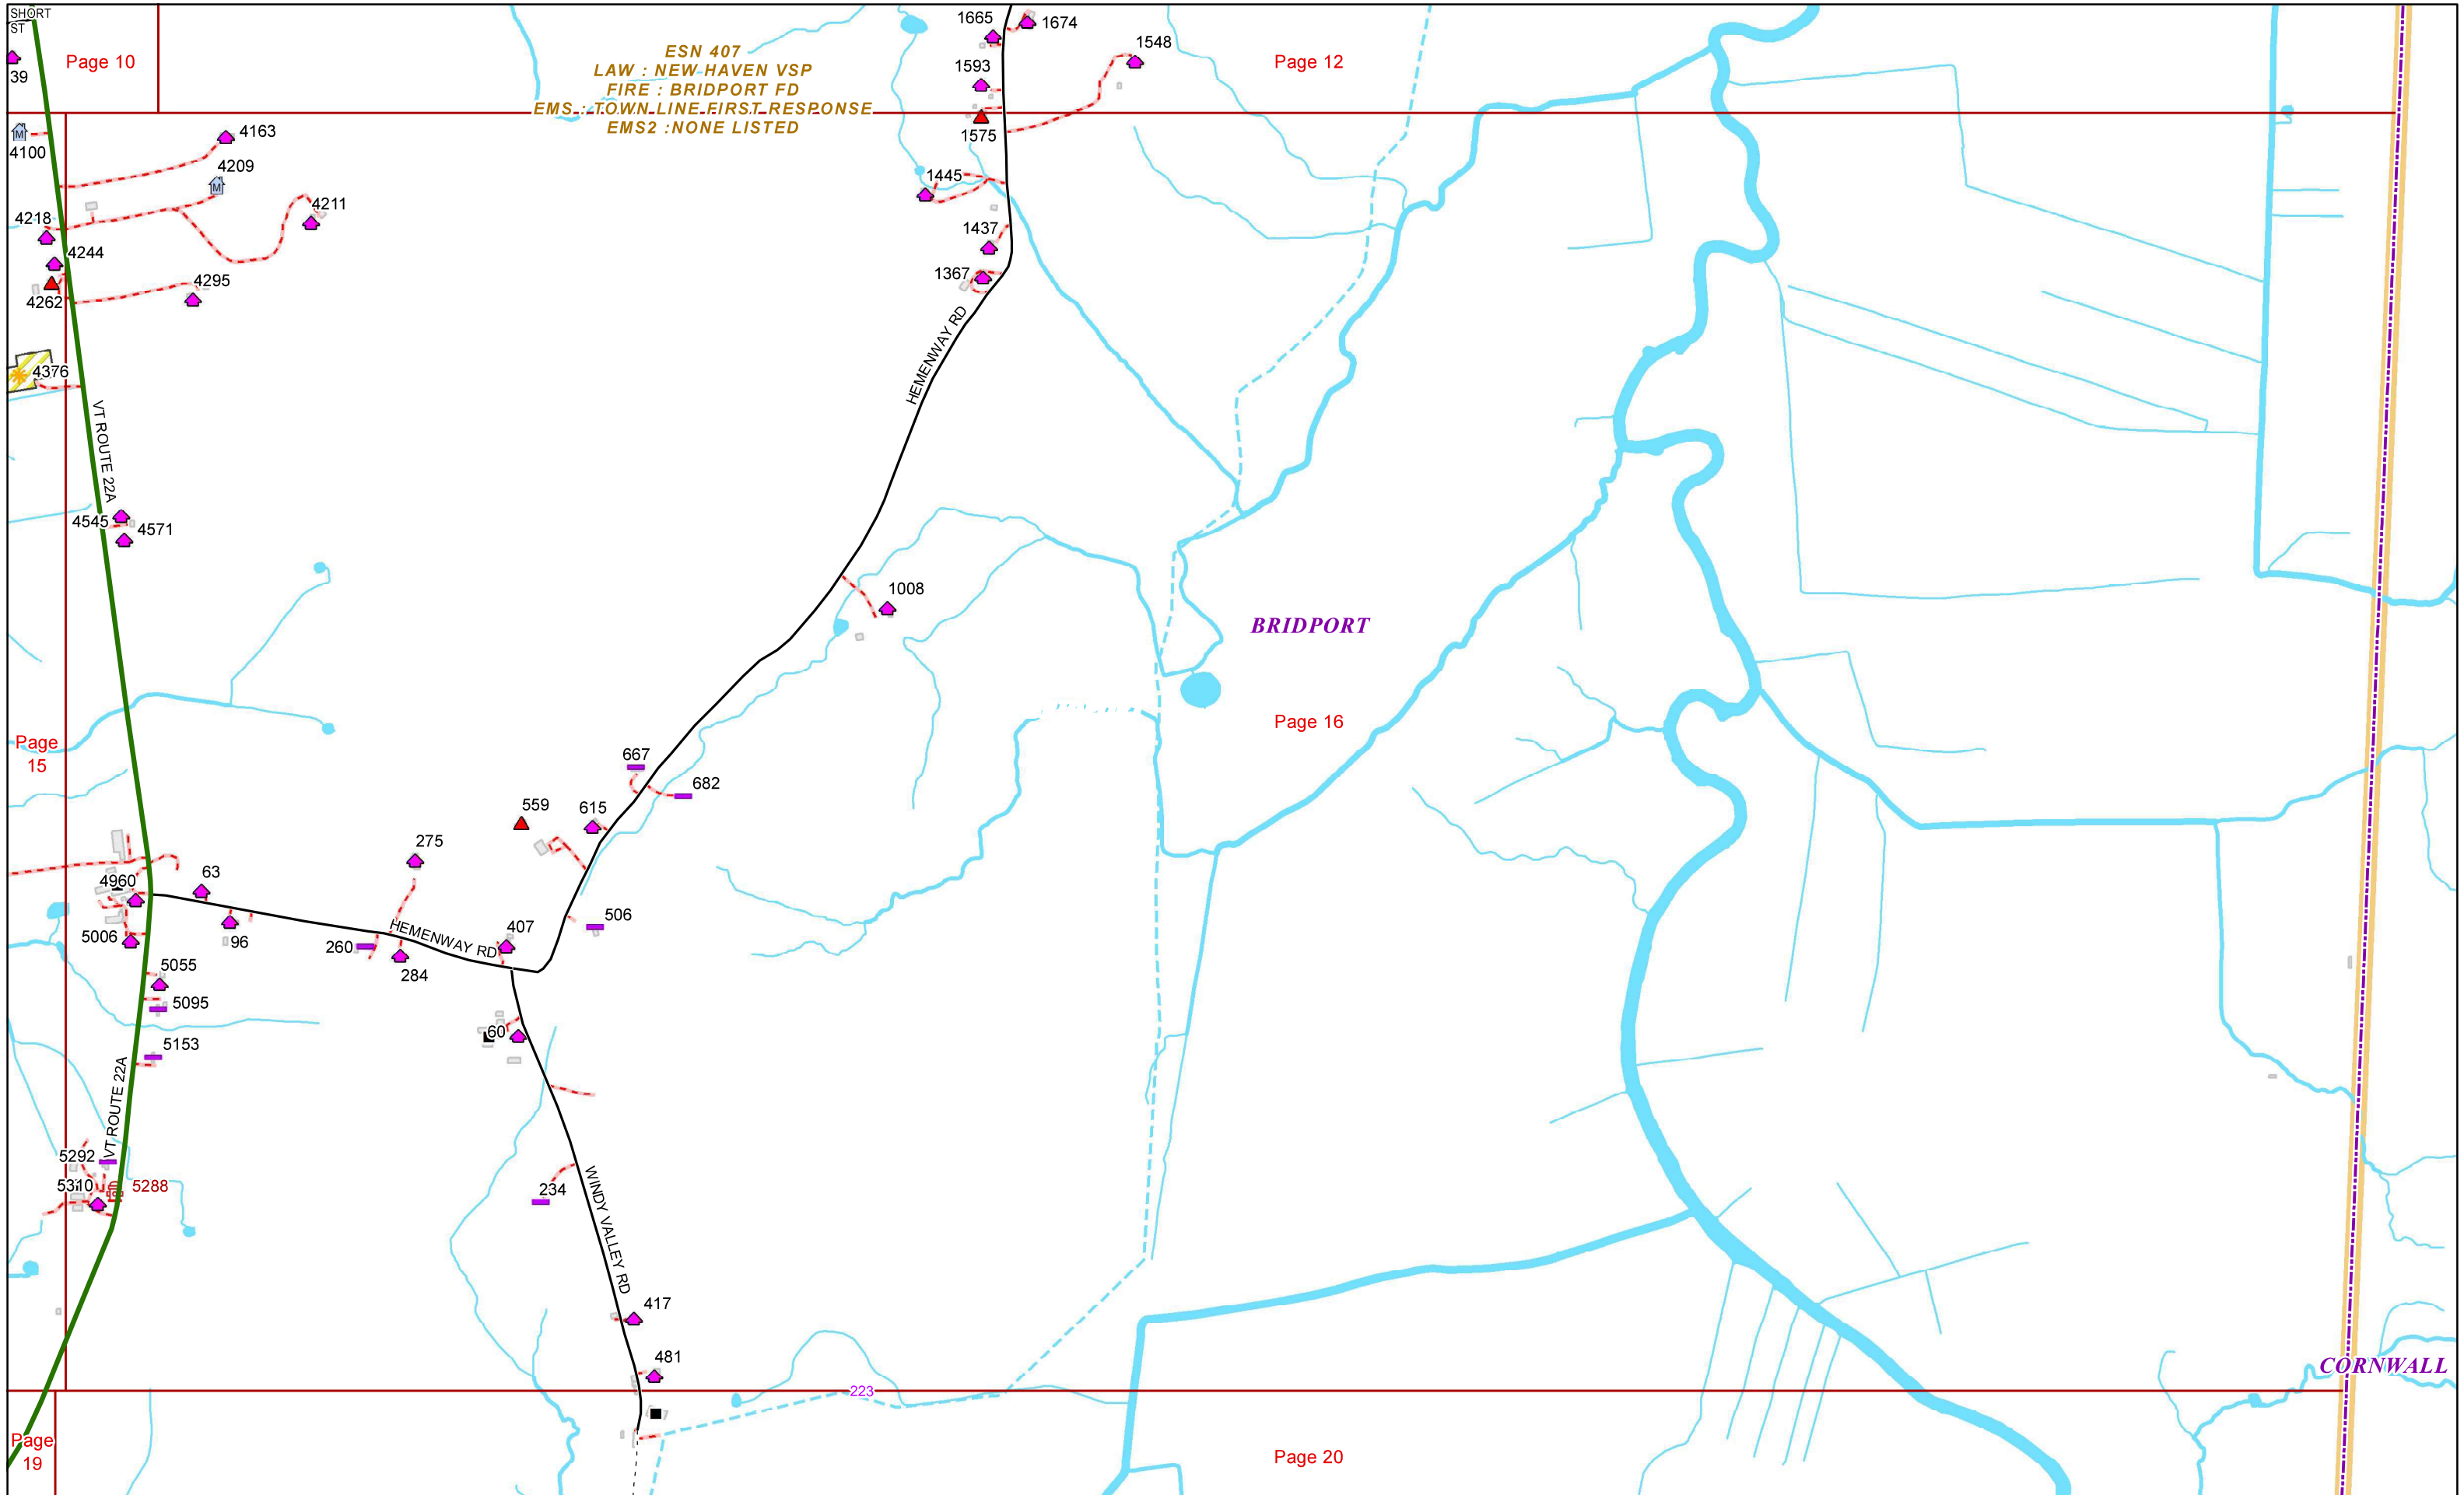 SHORT
ST
39
Page 10
ESN 407
LAW : NEW HAVEN VSP
FIRE : BRIDPORT FD
EMS : TOWN LINE FIRST RESPONSE
EMS2 :NONE LISTED
1665
1674
1548
1593
1575
Page 12
4100
M
4163
4209
M
4211
4218
4244
4262
4295
4376
1445
1437
1367
HEMENWAY RD
VT ROUTE 22A
4545
4571
1008
BRIDPORT
Page 16
Page
15
667
682
559
615
275
63
4960
96
5006
HEMENWAY RD
260
284
407
506
5055
5095
5153
60
VT ROUTE 22A
5292
5310
5288
234
WINDY VALLEY RD
417
481
223
CORNWALL
Page
19
Page 20